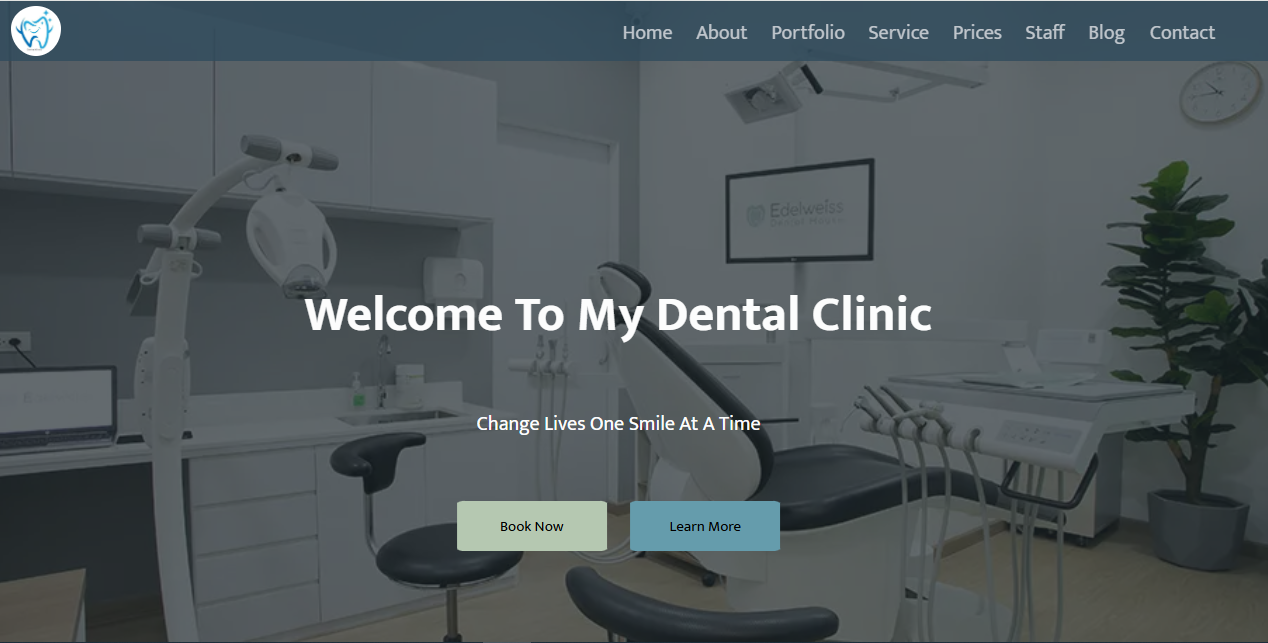 Home About Portfolio Service Prices Staff Blog Contact
Edelweiss
Welcome To My Dental Clinic
Change Lives One Smile At A Time
Book Now Learn More